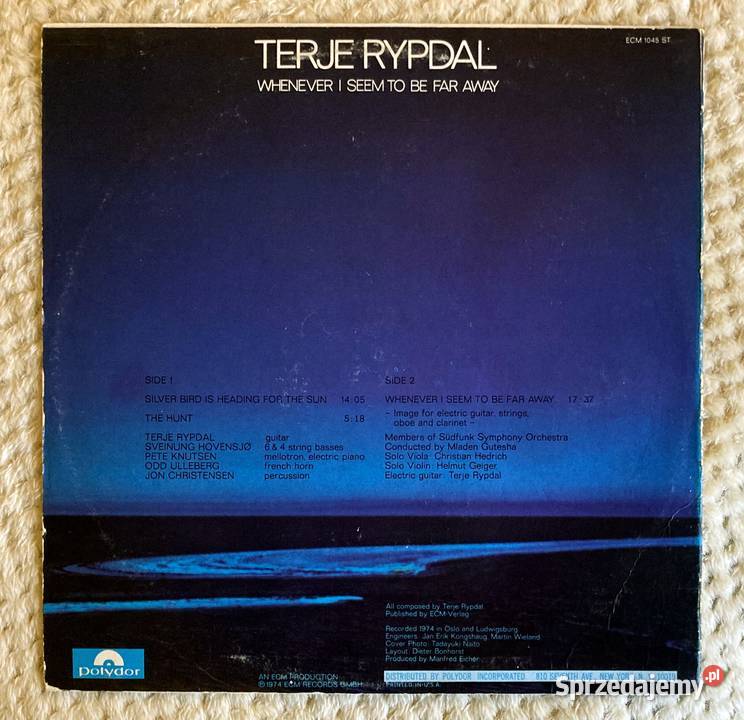 ECM 1045 ST
TERJE RYPDAL
WHENEVER I SEEM TO BE FAR AWAY
SIDE 1
SILVER BIRD IS HEADING FOR THE SUN 14:05
THE HUNT 5:18
TERJE RYPDAL guitar
SVEINUNG HOVENSJØ 6 & 4 string basses
PETE KNUTSEN mellotron, electric piano
ODD ULLEBERG french horn
JON CHRISTENSEN percussion
SIDE 2
WHENEVER I SEEM TO BE FAR AWAY 17:37
- Image for electric guitar, strings,
oboe and clarinet -
Members of Südfunk Symphony Orchestra
Conducted by Mladen Gutesha
Solo Viola: Christian Hedrich
Solo Violin: Helmut Geiger
Electric guitar: Terje Rypdal
All composed by Terje Rypdal
Published by ECM-Verlag
Recorded 1974 in Oslo and Ludwigsburg
Engineers: Jan Erik Kongshaug, Martin Wieland
Cover Photo: Tadayuki Naito
Layout: Dieter Bonhorst
Produced by Manfred Eicher
polydor
AN ECM PRODUCTION
℗ 1974 ECM RECORDS GMBH
DISTRIBUTED BY POLYDOR INCORPORATED 810 SEVENTH AVE. NEW YORK
PRINTED IN U.S.A.
Sprzedajemy.pl